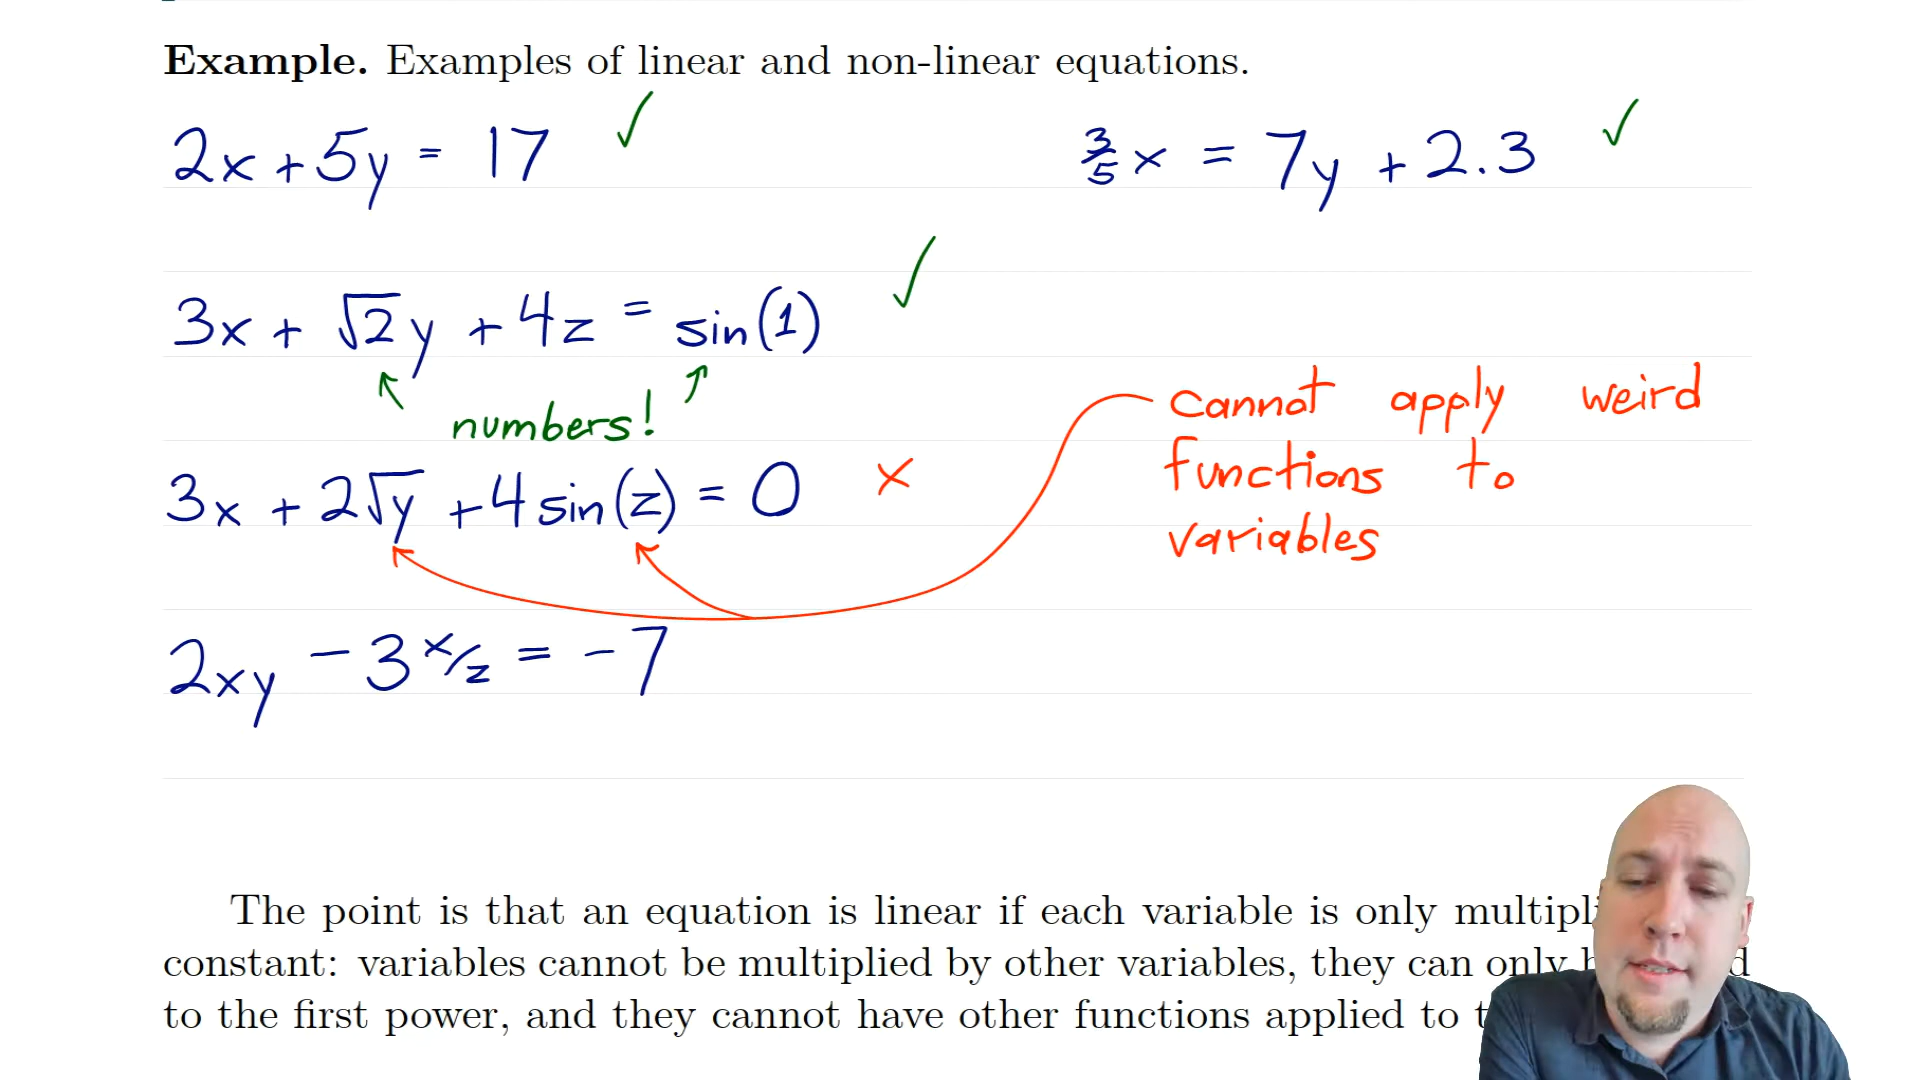 Example. Examples of linear and non-linear equations.
2x + 5y = 17 ✓
3/5 x = 7y + 2.3 ✓
3x + √2 y + 4z = sin(1) ✓
numbers!
3x + 2√y + 4 sin(z) = 0 ✗
cannot apply weird
functions to
variables
2xy - 3 x/z = -7
The point is that an equation is linear if each variable is only
constant: variables cannot be multiplied by other variables, they can only
to the first power, and they cannot have other functions applied to